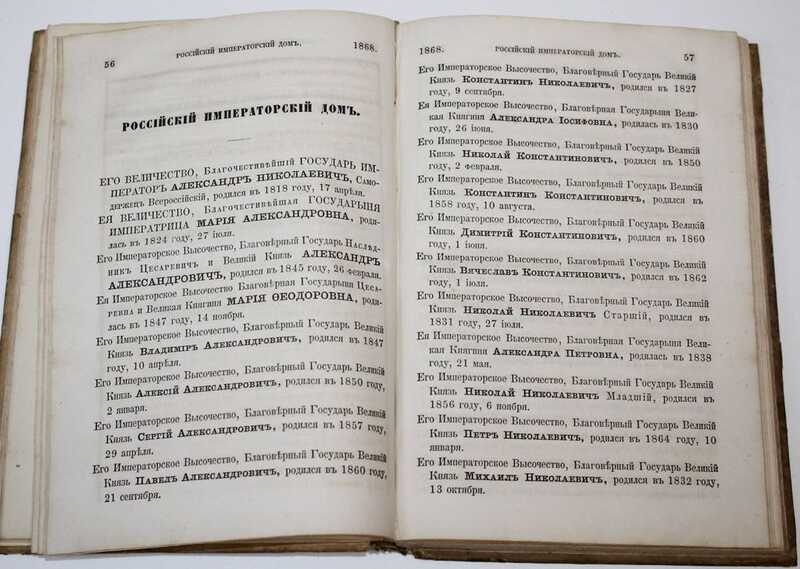 56
РОССІЙСКІЙ ИМПЕРАТОРСКІЙ ДОМЪ.
1868.
РОССІЙСКІЙ ИМПЕРАТОРСКІЙ ДОМЪ.
ЕГО ВЕЛИЧЕСТВО, Благочестивѣйшій ГОСУДАРЬ ИМ-
ПЕРАТОРЪ АЛЕКСАНДРЪ НИКОЛАЕВИЧЪ, Само-
держецъ Всероссійскій, родился въ 1818 году, 17 апрѣля.
ЕЯ ВЕЛИЧЕСТВО, Благочестивѣйшая ГОСУДАРЫНЯ
ИМПЕРАТРИЦА МАРІЯ АЛЕКСАНДРОВНА, роди-
лась въ 1824 году, 27 іюля.
Его Императорское Высочество, Благовѣрный Государь Наслѣд-
никъ Цесаревичъ и Великій Князь АЛЕКСАНДРЪ
АЛЕКСАНДРОВИЧЪ, родился въ 1845 году, 26 февраля.
Ея Императорское Высочество Благовѣрная Государыня Цеса-
ревна и Великая Княгиня МАРІЯ ѲЕОДОРОВНА, роди-
лась въ 1847 году, 14 ноября.
Его Императорское Высочество, Благовѣрный Государь Великій
Князь Владиміръ Александровичъ, родился въ 1847
году, 10 апрѣля.
Его Императорское Высочество, Благовѣрный Государь Великій
Князь Алексій Александровичъ, родился въ 1850 году,
2 января.
Его Императорское Высочество, Благовѣрный Государь Великій
Князь Сергій Александровичъ, родился въ 1857 году,
29 апрѣля.
Его Императорское Высочество, Благовѣрный Государь Великій
Князь Павелъ Александровичъ, родился въ 1860 году,
21 сентября.
1868.
РОССІЙСКІЙ ИМПЕРАТОРСКІЙ ДОМЪ.
57
Его Императорское Высочество, Благовѣрный Государь Великій
Князь Константинъ Николаевичъ, родился въ 1827
году, 9 сентября.
Ея Императорское Высочество, Благовѣрная Государыня Вели-
кая Княгиня Александра Іосифовна, родилась въ 1830
году, 26 іюня.
Его Императорское Высочество, Благовѣрный Государь Великій
Князь Николай Константиновичъ, родился въ 1850
году, 2 февраля.
Его Императорское Высочество, Благовѣрный Государь Великій
Князь Константинъ Константиновичъ, родился въ
1858 году, 10 августа.
Его Императорское Высочество, Благовѣрный Государь Великій
Князь Димитрій Константиновичъ, родился въ 1860
году, 1 іюня.
Его Императорское Высочество, Благовѣрный Государь Великій
Князь Вячеславъ Константиновичъ, родился въ 1862
году, 1 іюля.
Его Императорское Высочество, Благовѣрный Государь Великій
Князь Николай Николаевичъ Старшій, родился въ
1831 году, 27 іюля.
Ея Императорское Высочество, Благовѣрная Государыня Вели-
кая Княгиня Александра Петровна, родилась въ 1838
году, 21 мая.
Его Императорское Высочество, Благовѣрный Государь Великій
Князь Николай Николаевичъ Младшій, родился въ
1856 году, 6 ноября.
Его Императорское Высочество, Благовѣрный Государь Великій
Князь Петръ Николаевичъ, родился въ 1864 году, 10
января.
Его Императорское Высочество, Благовѣрный Государь Великій
Князь Михаилъ Николаевичъ, родился въ 1832 году,
13 октября.